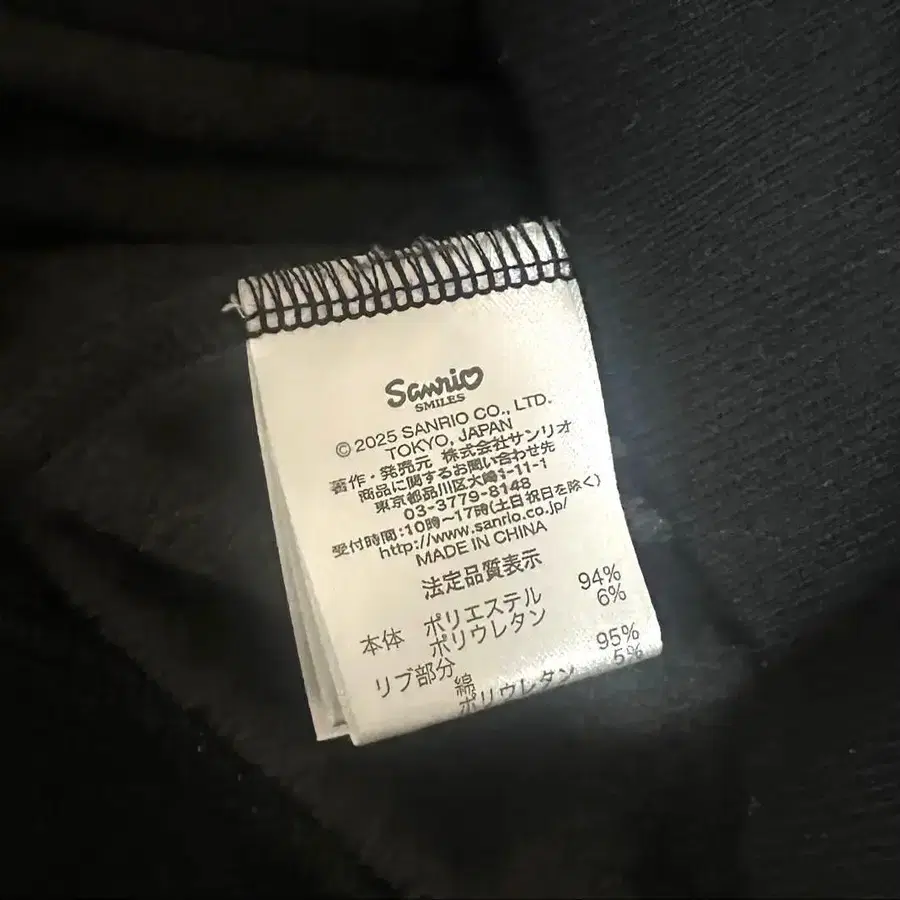 Sanrio
SMILES
© 2025 SANRIO CO., LTD.
TOKYO, JAPAN
著作・発売元 株式会社サンリオ
商品に関するお問い合わせ先
東京都品川区大崎1-11-1
03-3779-8148
受付時間:10時~17時(土日祝日を除く)
http://www.sanrio.co.jp/
MADE IN CHINA
法定品質表示
本体 ポリエステル 94%
ポリウレタン 6%
リブ部分 綿 95%
ポリウレタン 5%